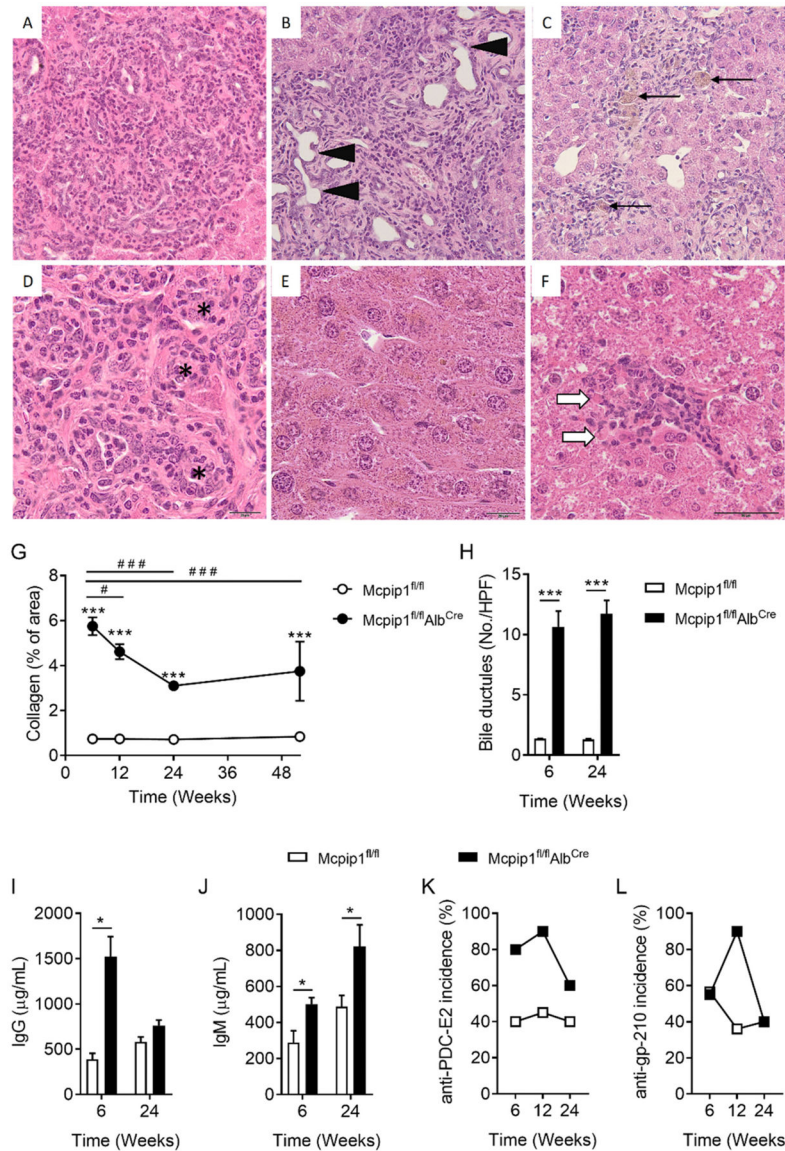 A
B
C
D
*
*
*
E
F
G
# # #
# # #
#
***
***
***
***
Collagen (% of area)
8
6
4
2
0
0 12 24 36 48
Time (Weeks)
Mcpip1fl/fl
Mcpip1fl/flAlbCre
H
***
***
Bile ductules (No./HPF)
15
10
5
0
6 24
Time (Weeks)
Mcpip1fl/fl
Mcpip1fl/flAlbCre
Mcpip1fl/fl
Mcpip1fl/flAlbCre
I
*
IgG (µg/mL)
2000
1500
1000
500
0
6 24
Time (Weeks)
J
*
*
IgM (µg/mL)
1000
800
600
400
200
0
6 24
Time (Weeks)
K
anti-PDC-E2 incidence (%)
100
80
60
40
20
0
6 12 24
Time (Weeks)
L
anti-gp-210 incidence (%)
100
80
60
40
20
0
6 12 24
Time (Weeks)